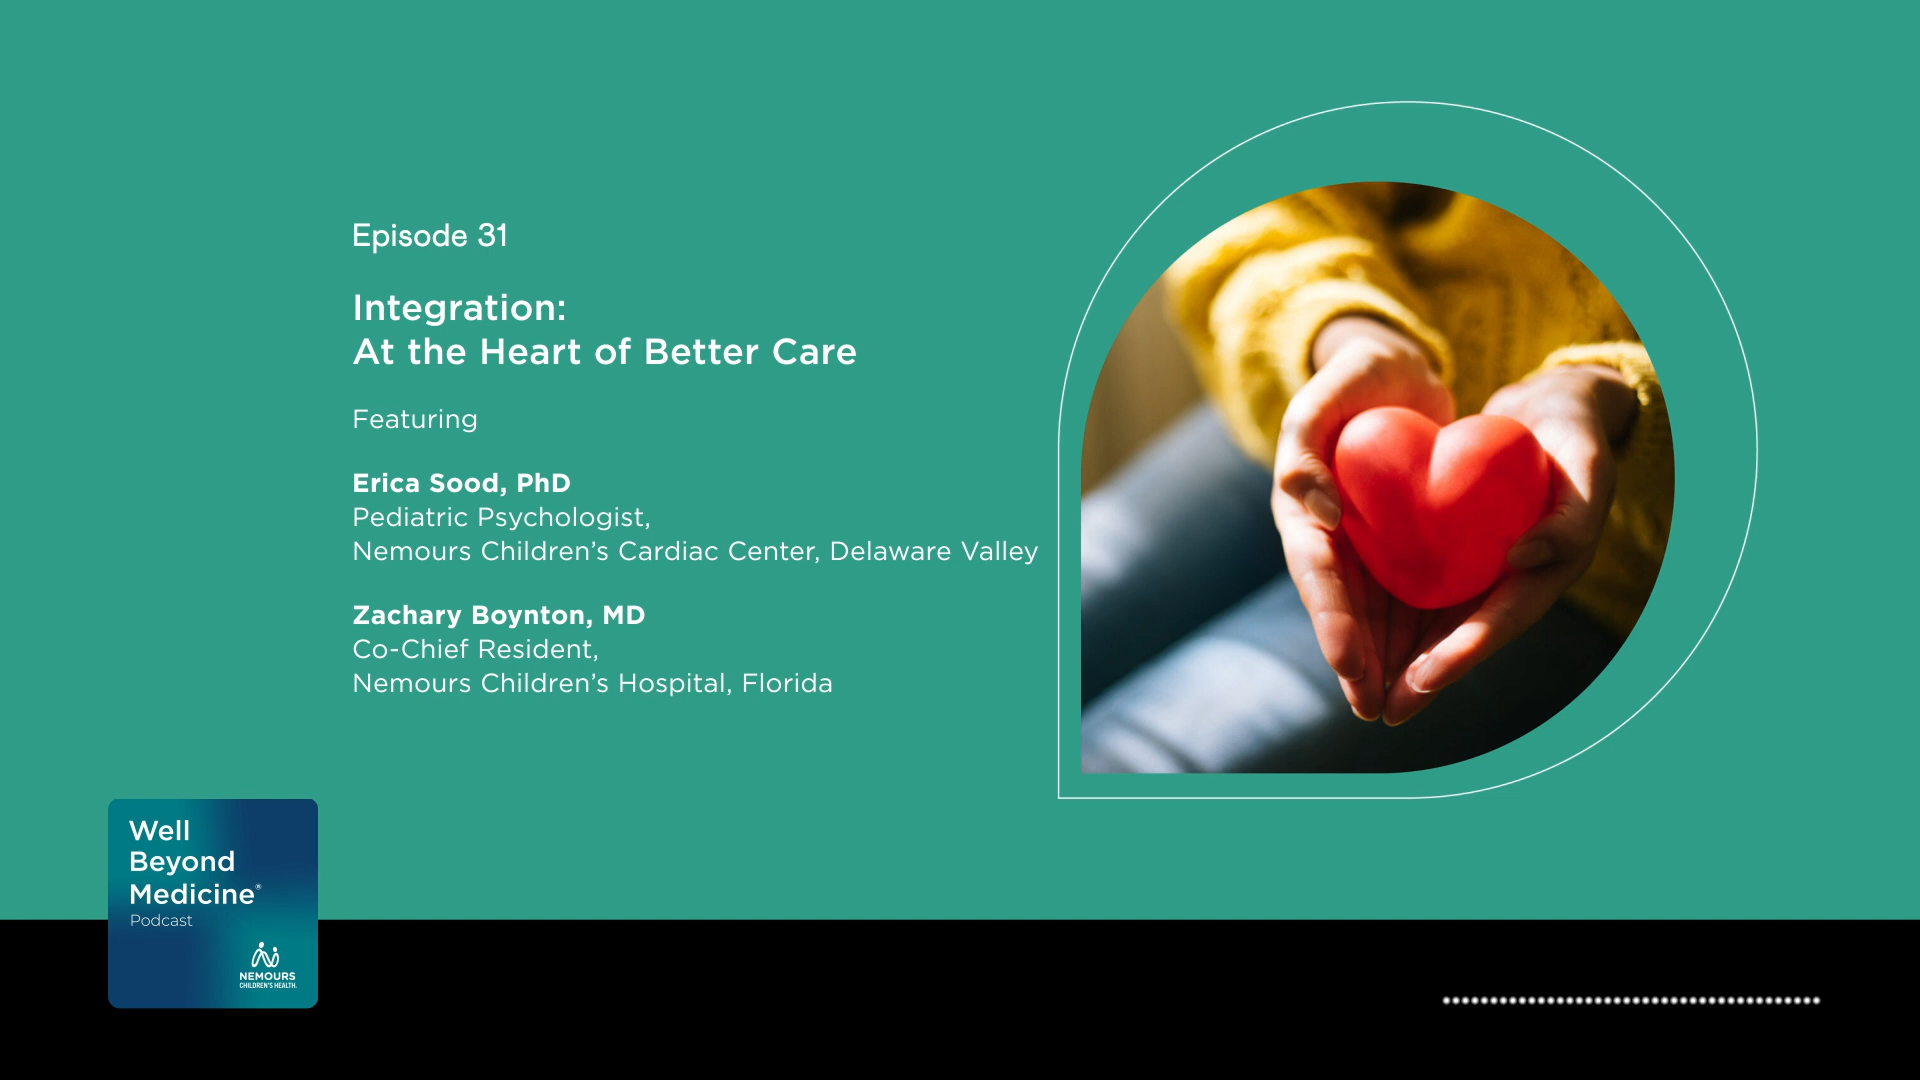 Episode 31
Integration:
At the Heart of Better Care
Featuring
Erica Sood, PhD
Pediatric Psychologist,
Nemours Children’s Cardiac Center, Delaware Valley
Zachary Boynton, MD
Co-Chief Resident,
Nemours Children’s Hospital, Florida
Well
Beyond
Medicine®
Podcast
NEMOURS
CHILDREN'S HEALTH.